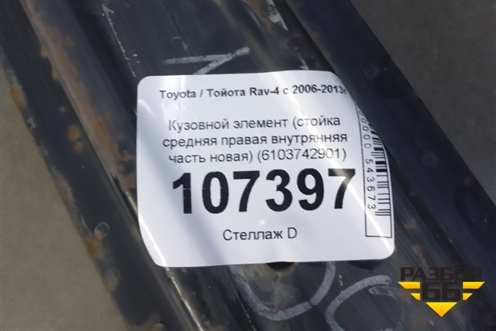 Toyota / Тойота Rav-4 с 2006-2013г
Кузовной элемент (стойка
средняя правая внутрянняя
часть новая) (6103742901)
107397
Стеллаж D
543673
РАЗБОР
66